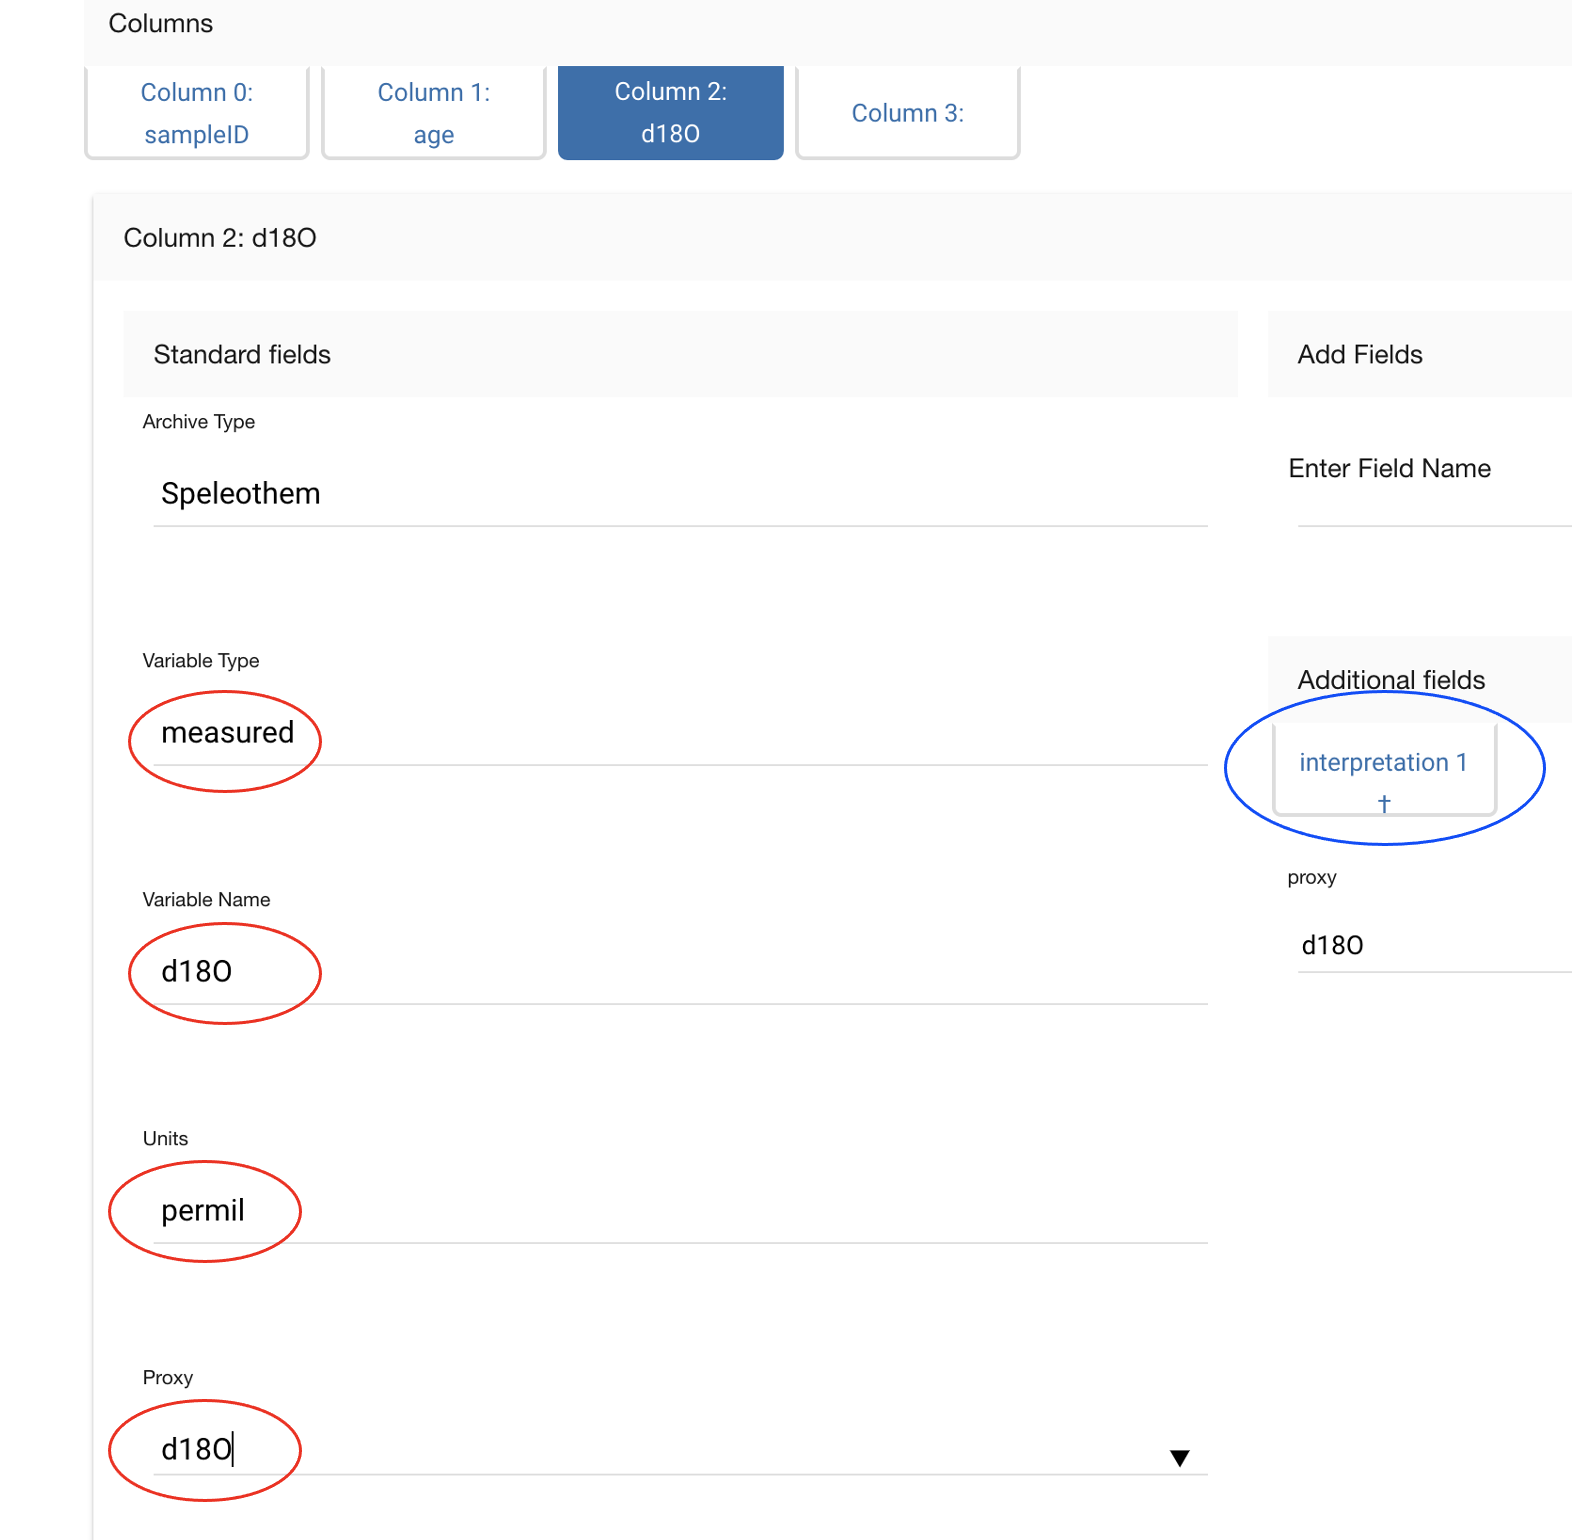 Columns
Column 0:
sampleID
Column 1:
age
Column 2:
d18O
Column 3:
Column 2: d18O
Standard fields
Archive Type
Speleothem
Variable Type
measured
Variable Name
d18O
Units
permil
Proxy
d18O
Add Fields
Enter Field Name
Additional fields
interpretation 1
†
proxy
d18O